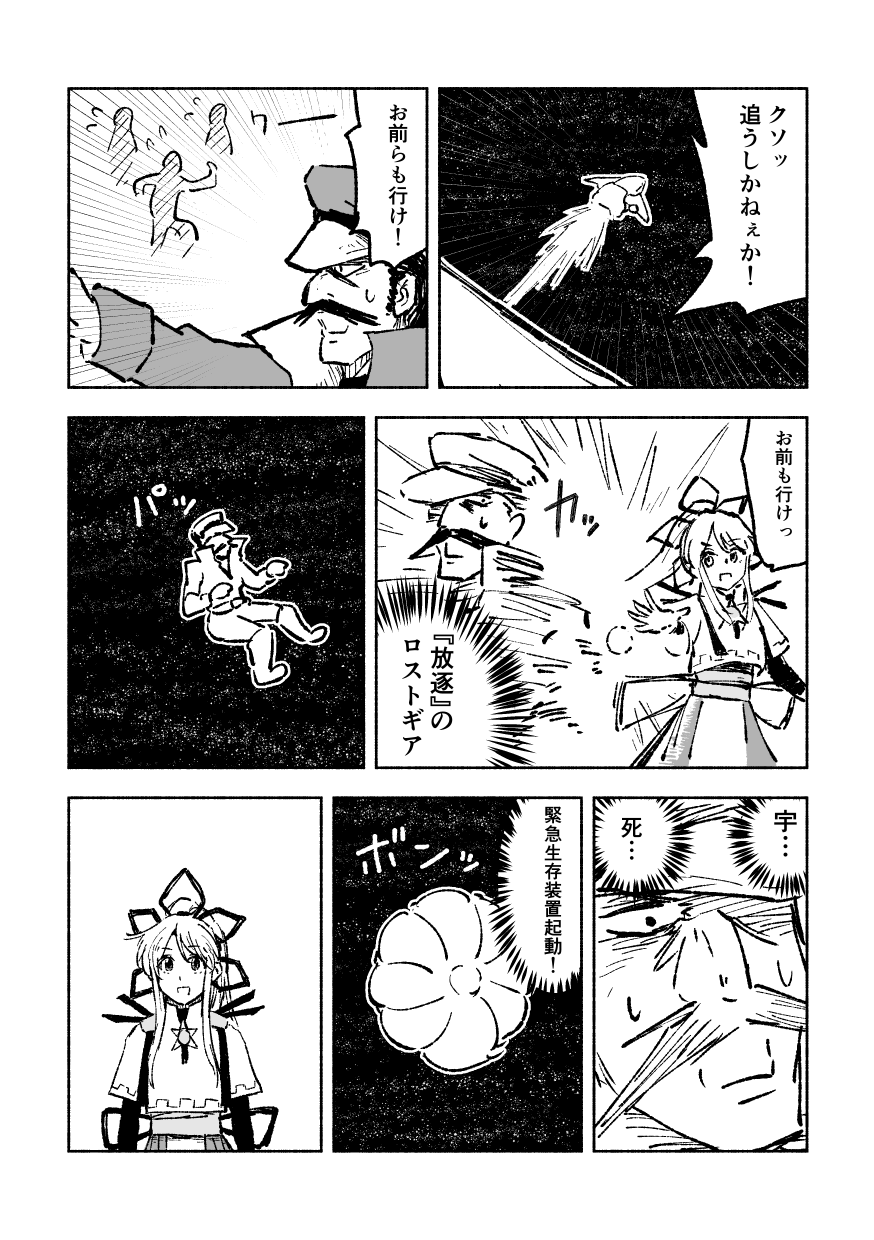 クソッ
追うしかねぇか！
お前らも行け！
ワーーー
お前も行けっ
カッ
『放逐』の
ロストギア
パッ
宇…
死…
緊急生存装置起動！
ボンッ